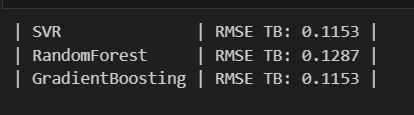 | SVR | RMSE TB: 0.1153 |
| RandomForest | RMSE TB: 0.1287 |
| GradientBoosting | RMSE TB: 0.1153 |